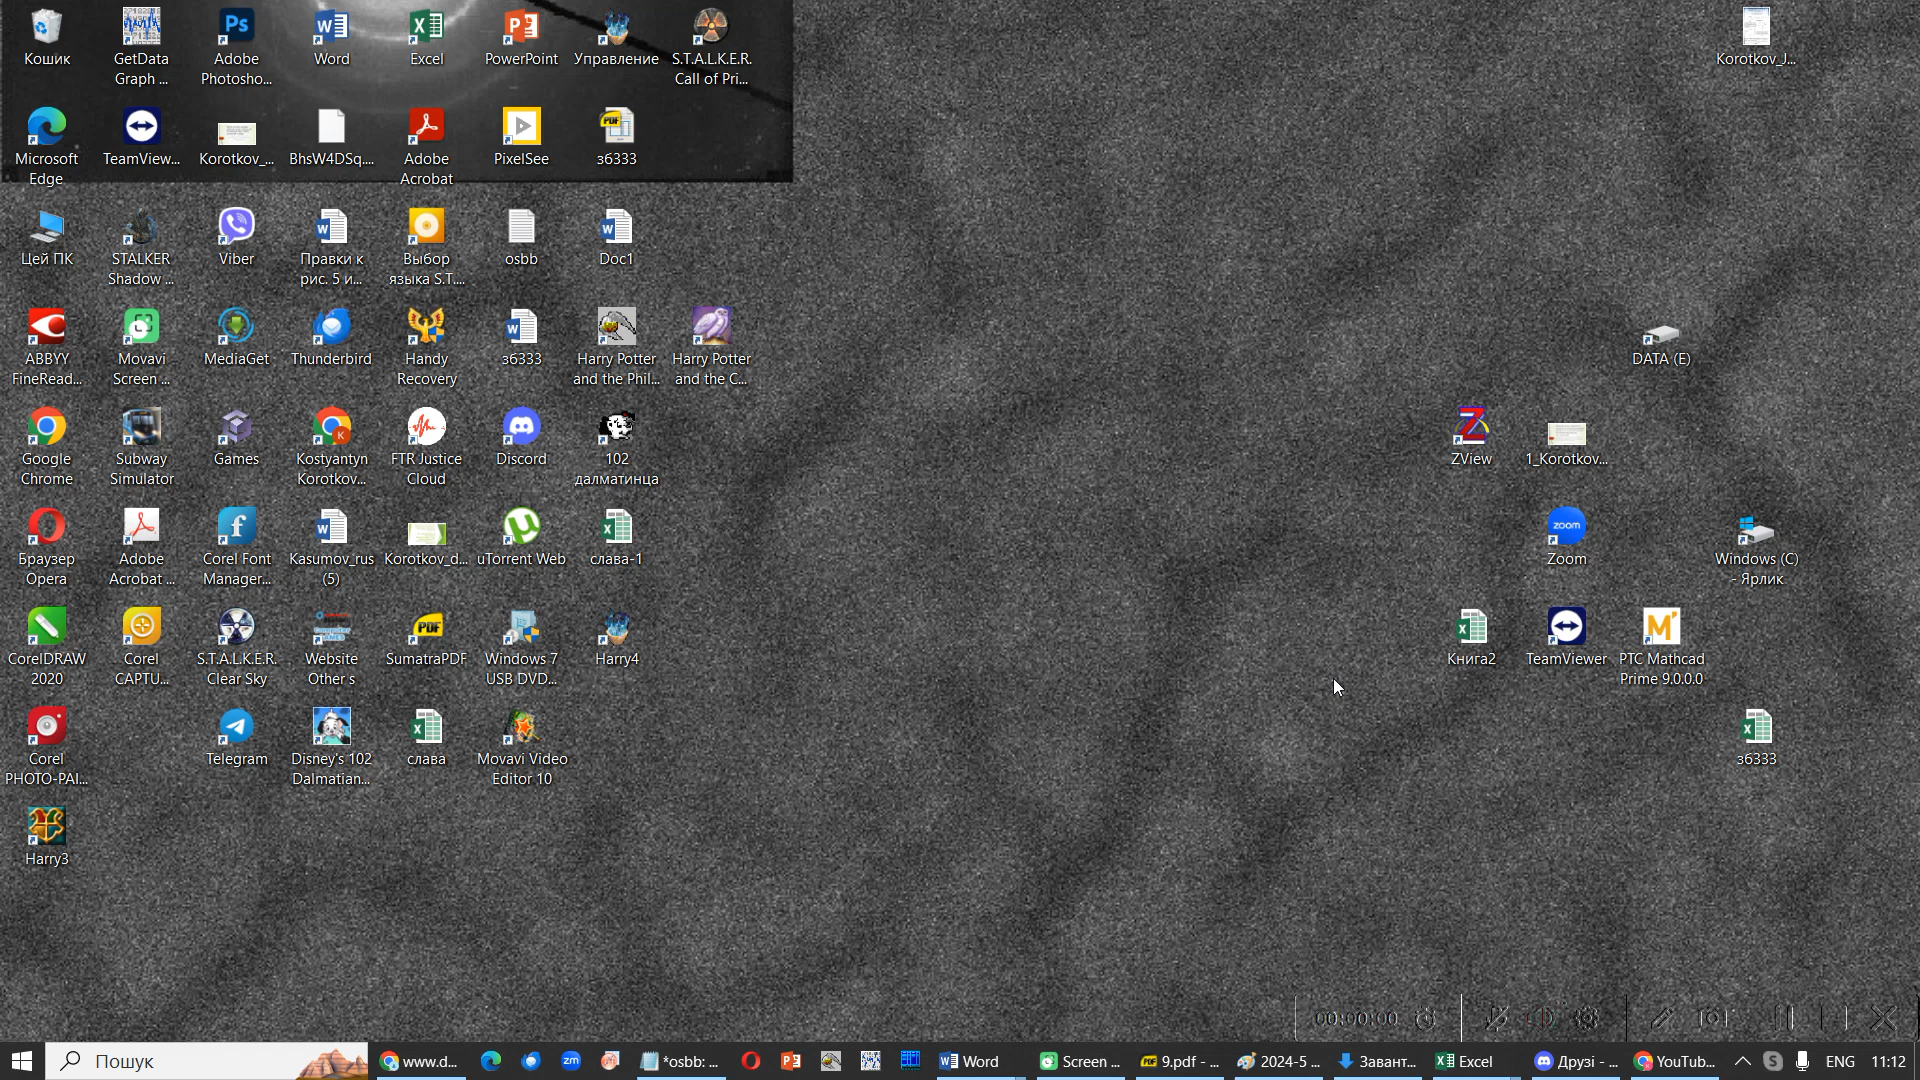 Кошик
GetData
Graph ...
Adobe
Photosho...
Word
Excel
PowerPoint
Управление
S.T.A.L.K.E.R.
Call of Pri...
Korotkov_J...
Microsoft
Edge
TeamView...
Korotkov_...
BhsW4DSq....
Adobe
Acrobat
PixelSee
з6333
Цей ПК
STALKER
Shadow ...
Viber
Правки к
рис. 5 и...
Выбор
языка S.T....
osbb
Doc1
ABBYY
FineRead...
Movavi
Screen ...
MediaGet
Thunderbird
Handy
Recovery
з6333
Harry Potter
and the Phil...
Harry Potter
and the C...
DATA (E)
Google
Chrome
Subway
Simulator
Games
Kostyantyn
Korotkov...
FTR Justice
Cloud
Discord
102
далматинца
ZView
1_Korotkov...
Браузер
Opera
Adobe
Acrobat ...
Corel Font
Manager...
Kasumov_rus
(5)
Korotkov_d...
uTorrent Web
слава-1
zoom
Zoom
Windows (C)
- Ярлик
CorelDRAW
2020
Corel
CAPTU...
S.T.A.L.K.E.R.
Clear Sky
Website
Other s
SumatraPDF
Windows 7
USB DVD...
Harry4
Книга2
TeamViewer
PTC Mathcad
Prime 9.0.0.0
Corel
PHOTO-PAI...
Telegram
Disney's 102
Dalmatian...
слава
Movavi Video
Editor 10
з6333
Harry3
00:00:00
Пошук
www.d...
*osbb: ...
Word
Screen ...
9.pdf - ...
2024-5 ...
Завант...
Excel
Друзі - ...
YouTub...
ENG
11:12